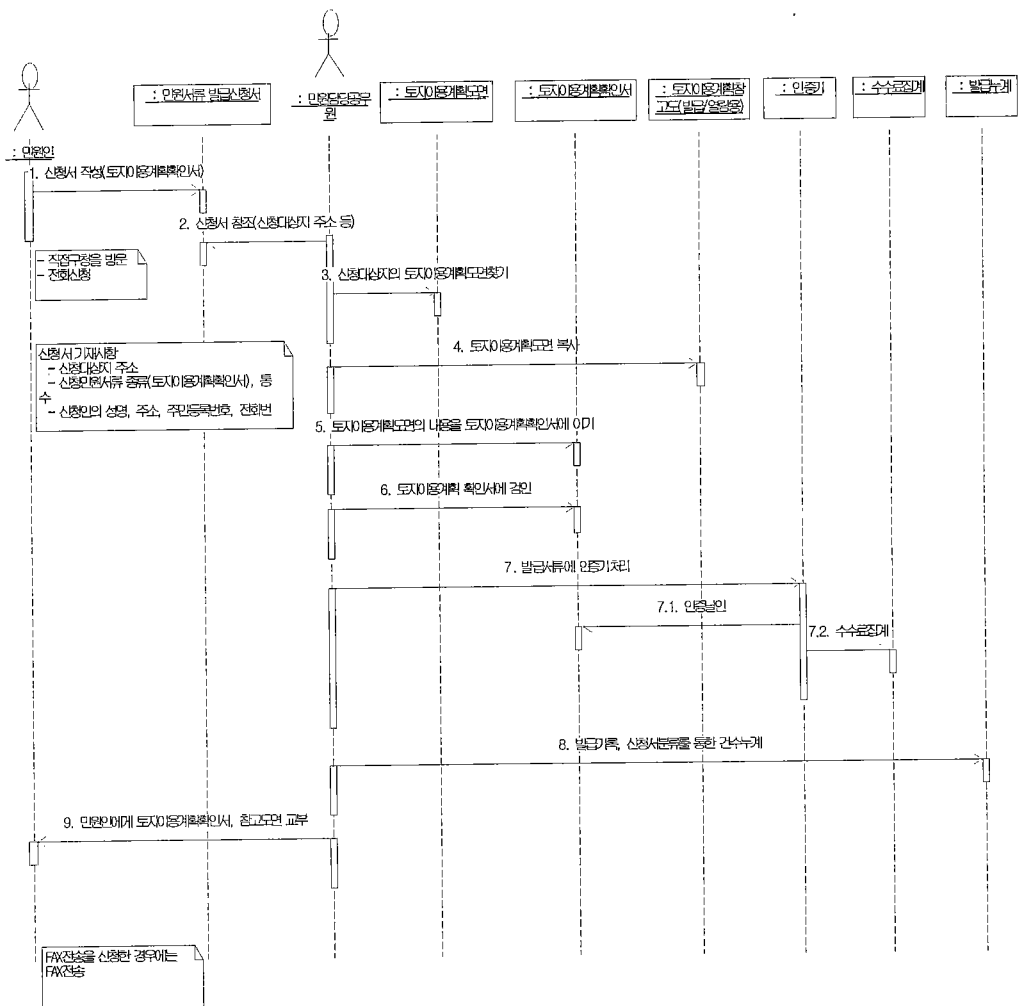 : 민원인
: 민원서류 발급신청서
: 민원담당공무
원
: 토지이용계획도면
: 토지이용계획확인서
: 토지이용계획참
고도(발급/열람용)
: 인증기
: 수수료집계
: 발급누계
1. 신청서 작성(토지이용계획확인서)
2. 신청서 참조(신청대상지 주소 등)
- 직접구청을 방문
- 전화신청
3. 신청대상지의 토지이용계획도면찾기
신청서 기재사항
- 신청대상지 주소
- 신청민원서류 종류(토지이용계획확인서), 통
수
- 신청인의 성명, 주소, 주민등록번호, 전화번
4. 토지이용계획도면 복사
5. 토지이용계획도면의 내용을 토지이용계획확인서에 이기
6. 토지이용계획 확인서에 검인
7. 발급서류에 인증기처리
7.1. 인증날인
7.2. 수수료집계
8. 발급기록, 신청서분류를 통한 건수누계
9. 민원인에게 토지이용계획확인서, 참고도면 교부
FAX전송을 신청한 경우에는
FAX전송